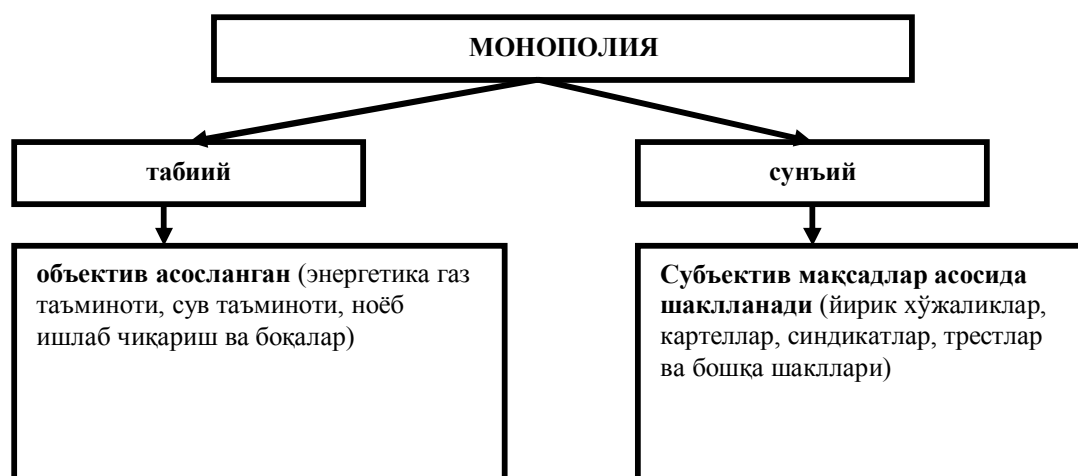 МОНОПОЛИЯ
табиий
сунъий
объектив асосланган (энергетика газ
таъминоти, сув таъминоти, ноёб
ишлаб чиқариш ва боқалар)
Субъектив мақсадлар асосида
шаклланади (йирик хўжаликлар,
картеллар, синдикатлар, трестлар
ва бошқа шакллари)